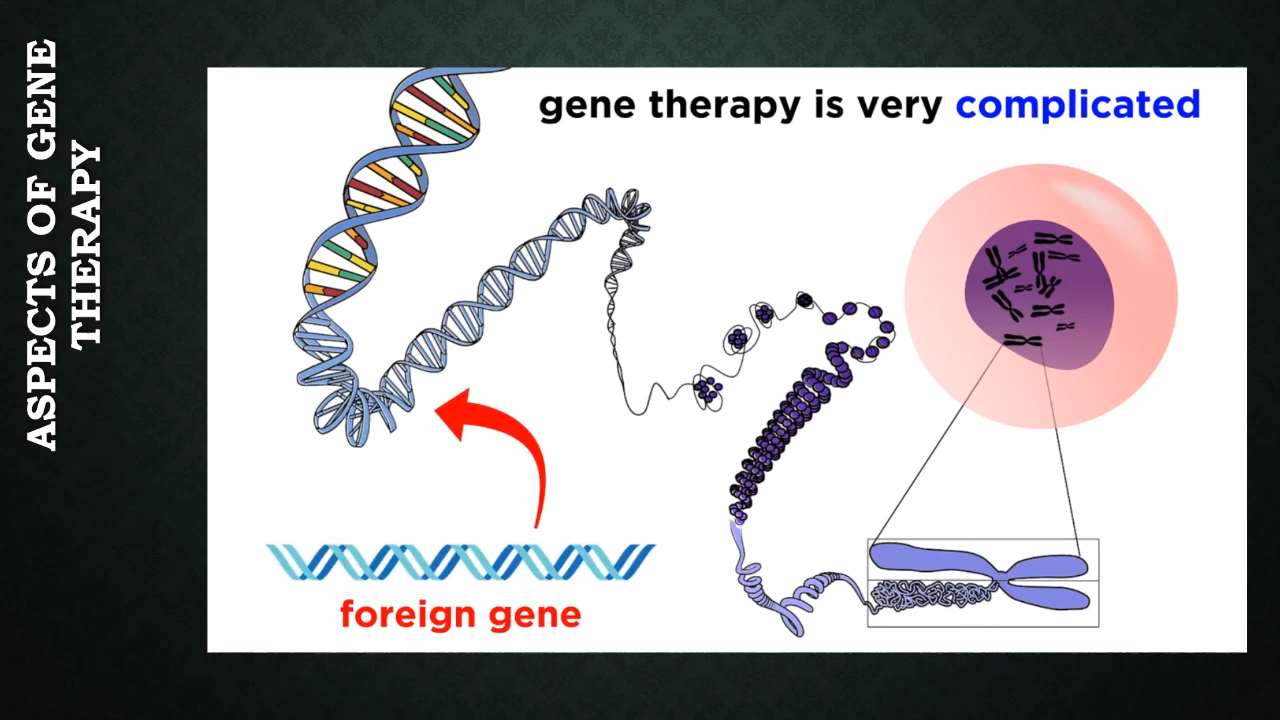 ASPECTS OF GENE
THERAPY
gene therapy is very complicated
foreign gene